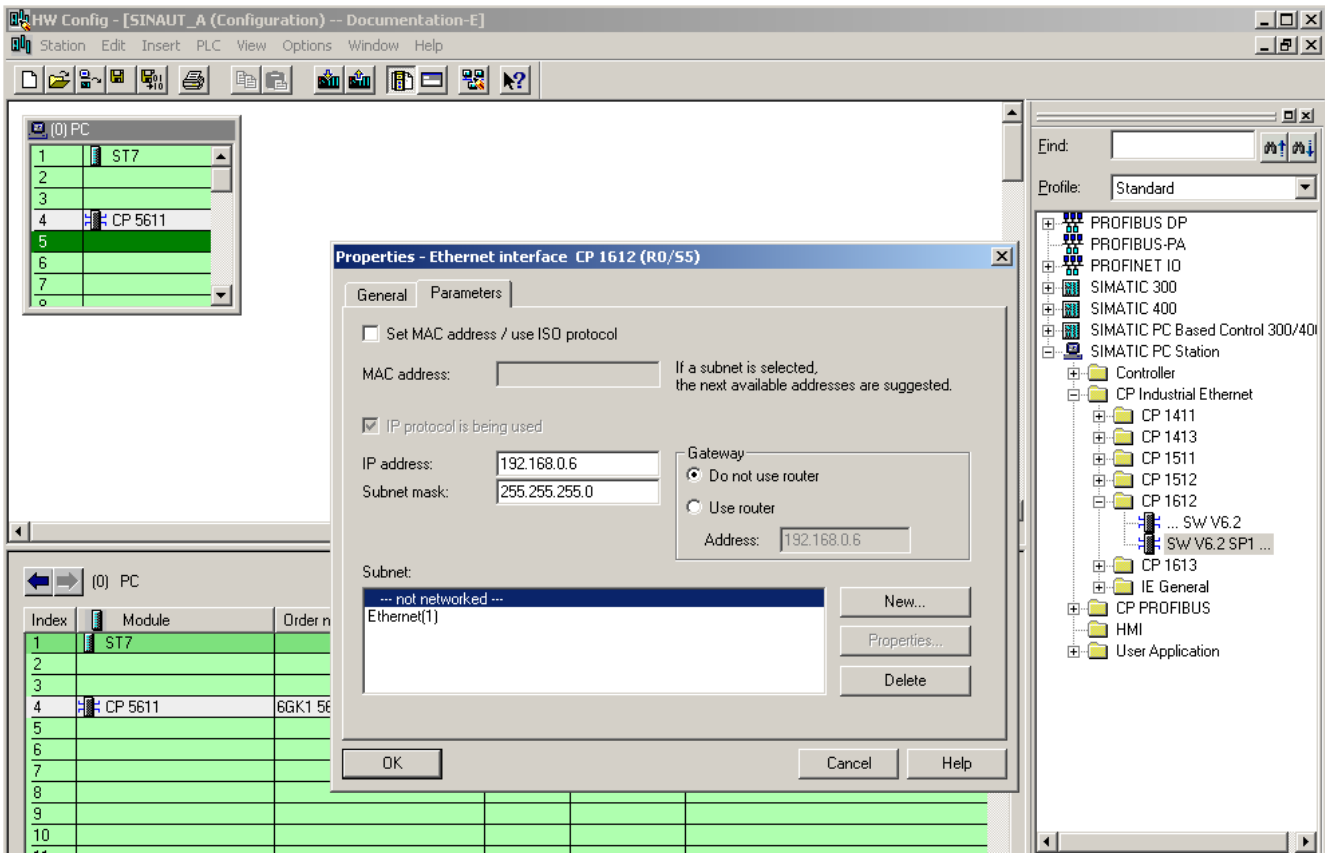 HW Config - [SINAUT_A (Configuration) -- Documentation-E]
Station Edit Insert PLC View Options Window Help
(0) PC
1 ST7
2
3
4 CP 5611
5
6
7
Properties - Ethernet interface CP 1612 (R0/S5)
General Parameters
Set MAC address / use ISO protocol
MAC address:
If a subnet is selected,
the next available addresses are suggested.
IP protocol is being used
IP address: 192.168.0.6
Subnet mask: 255.255.255.0
Gateway
Do not use router
Use router
Address: 192.168.0.6
Subnet:
--- not networked ---
Ethernet(1)
New...
Properties...
Delete
OK Cancel Help
Find:
Profile: Standard
PROFIBUS DP
PROFIBUS-PA
PROFINET IO
SIMATIC 300
SIMATIC 400
SIMATIC PC Based Control 300/40
SIMATIC PC Station
Controller
CP Industrial Ethernet
CP 1411
CP 1413
CP 1511
CP 1512
CP 1612
... SW V6.2
SW V6.2 SP1 ...
CP 1613
IE General
CP PROFIBUS
HMI
User Application
(0) PC
Index Module Order n
1 ST7
2
3
4 CP 5611 6GK1 56
5
6
7
8
9
10